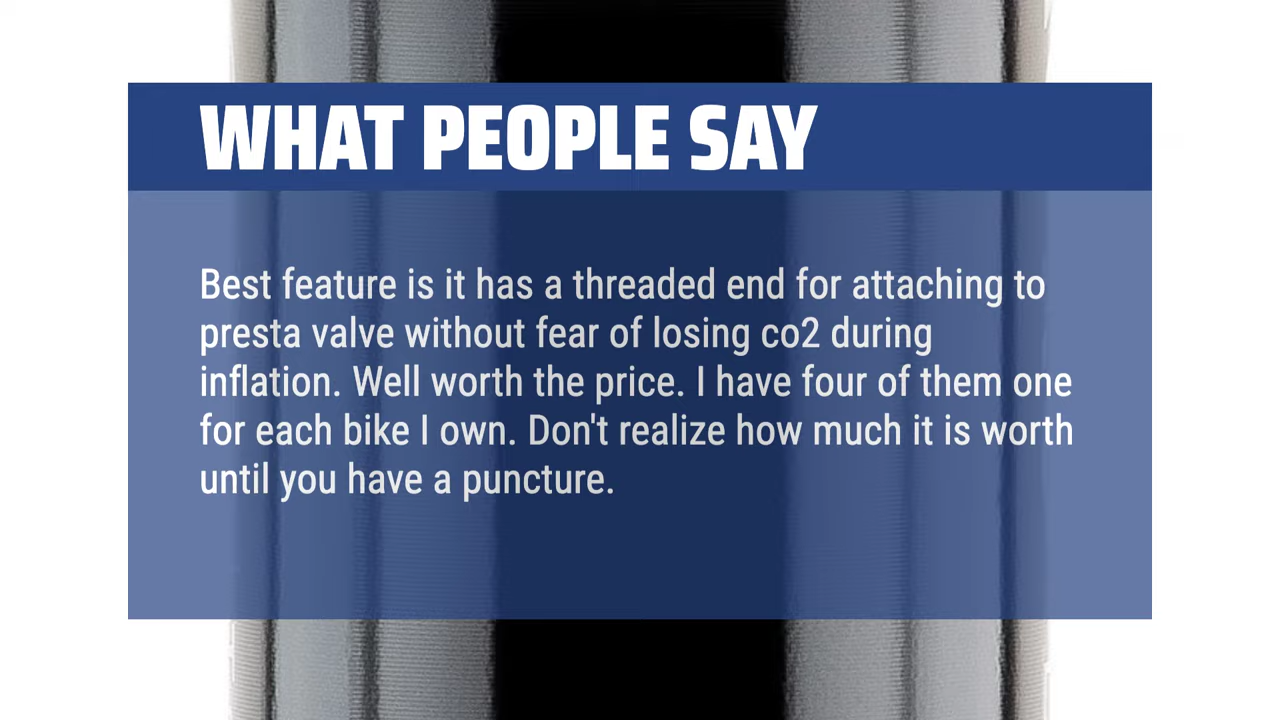 WHAT PEOPLE SAY
Best feature is it has a threaded end for attaching to
presta valve without fear of losing co2 during
inflation. Well worth the price. I have four of them one
for each bike I own. Don't realize how much it is worth
until you have a puncture.